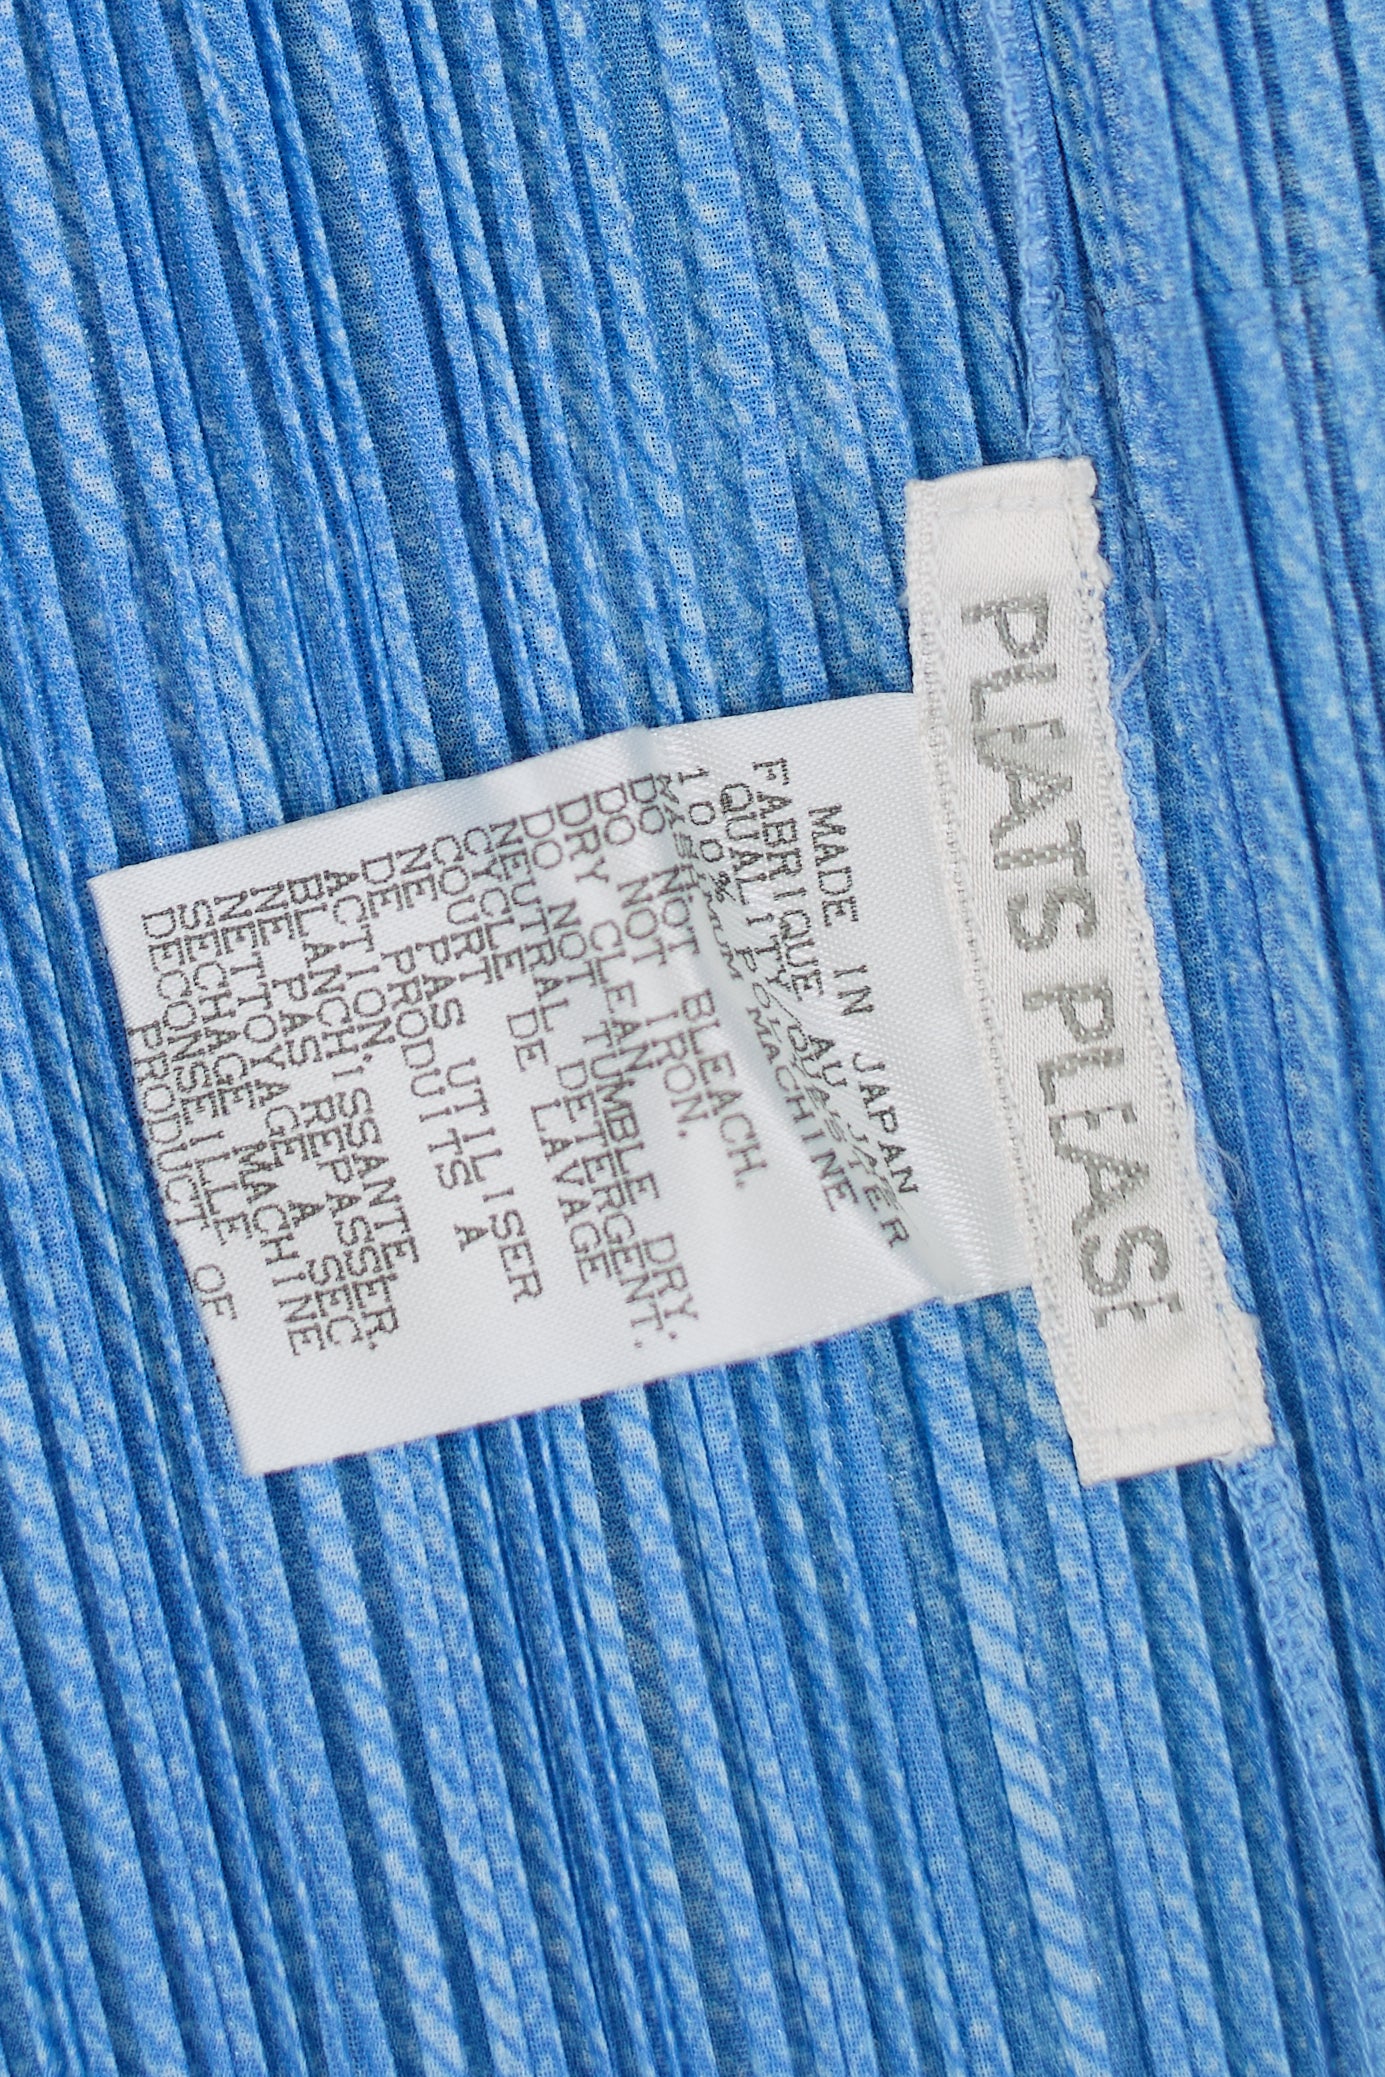 PLEATS PLEASE
MADE IN JAPAN
FABRIQUE AU
QUALITY
100%
MACHINE
DO NOT BLEACH.
DO NOT IRON.
DRY CLEAN.
DO NOT TUMBLE DRY.
NEUTRAL DETERGENT.
CYCLE DE LAVAGE
COURT
NE PAS UTILISER
DE PRODUITS A
ACTION
BLANCHISSANTE
NE PAS REPASSER.
NETTOYAGE A SEC.
SECHAGE MACHINE
DECONSEILLE
PRODUCT OF